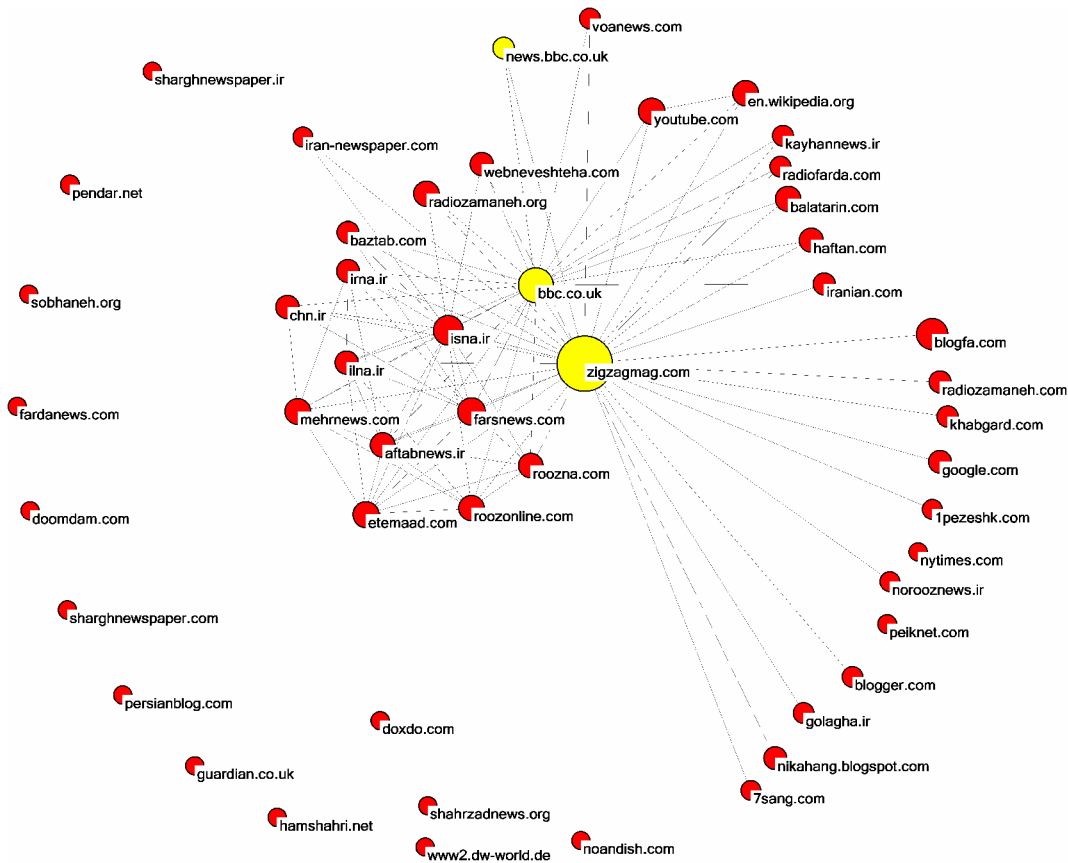 voanews.com
news.bbc.co.uk
sharghnewspaper.ir
en.wikipedia.org
youtube.com
iran-newspaper.com
kayhannews.ir
webneveshteha.com
radiofarda.com
pendar.net
radiozamaneh.org
balatarin.com
baztab.com
haftan.com
irna.ir
bbc.co.uk
iranian.com
sobhaneh.org
chn.ir
isna.ir
blogfa.com
ilna.ir
zigzagmag.com
radiozamaneh.com
fardanews.com
mehrnews.com
farsnews.com
khabgard.com
aftabnews.ir
google.com
roozna.com
doomdam.com
etemaad.com
roozonline.com
1pezeshk.com
nytimes.com
norooznews.ir
sharghnewspaper.com
peiknet.com
blogger.com
persianblog.com
golagha.ir
doxdo.com
nikahang.blogspot.com
guardian.co.uk
7sang.com
shahrzadnews.org
hamshahri.net
noandish.com
www2.dw-world.de